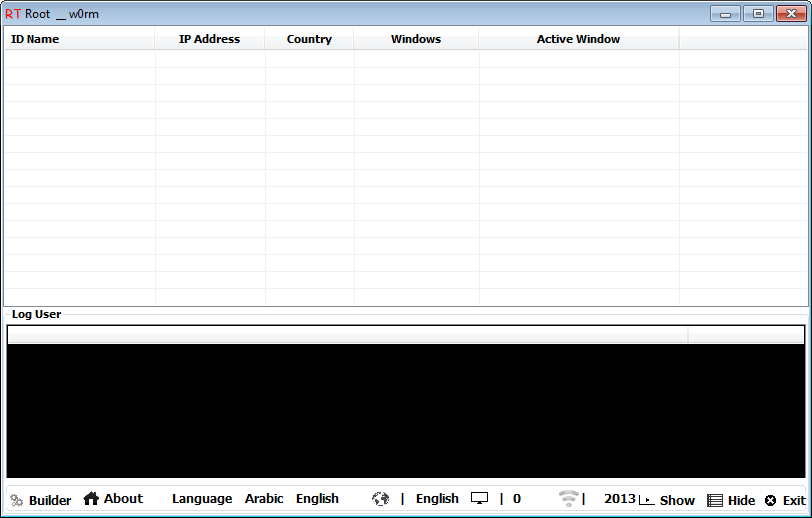 RT Root __ w0rm
ID Name IP Address Country Windows Active Window
Log User
Builder About Language Arabic English | English | 0 | 2013 Show Hide Exit